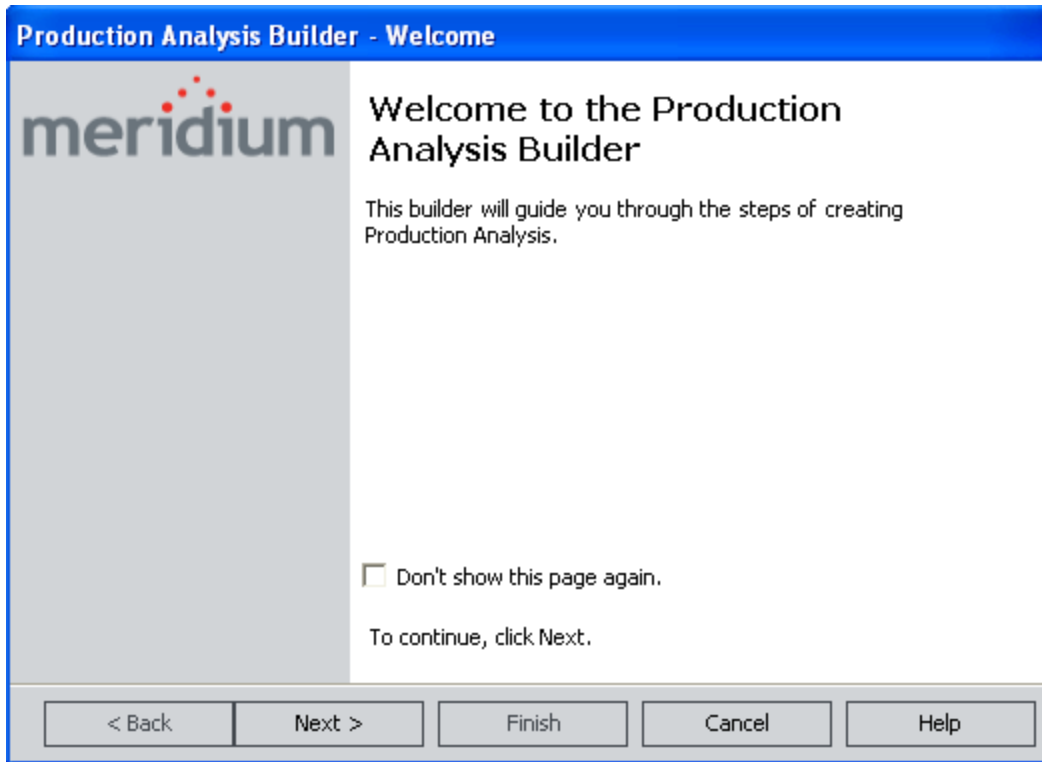 Production Analysis Builder - Welcome
meridium
Welcome to the Production
Analysis Builder
This builder will guide you through the steps of creating
Production Analysis.
Don't show this page again.
To continue, click Next.
< Back
Next >
Finish
Cancel
Help